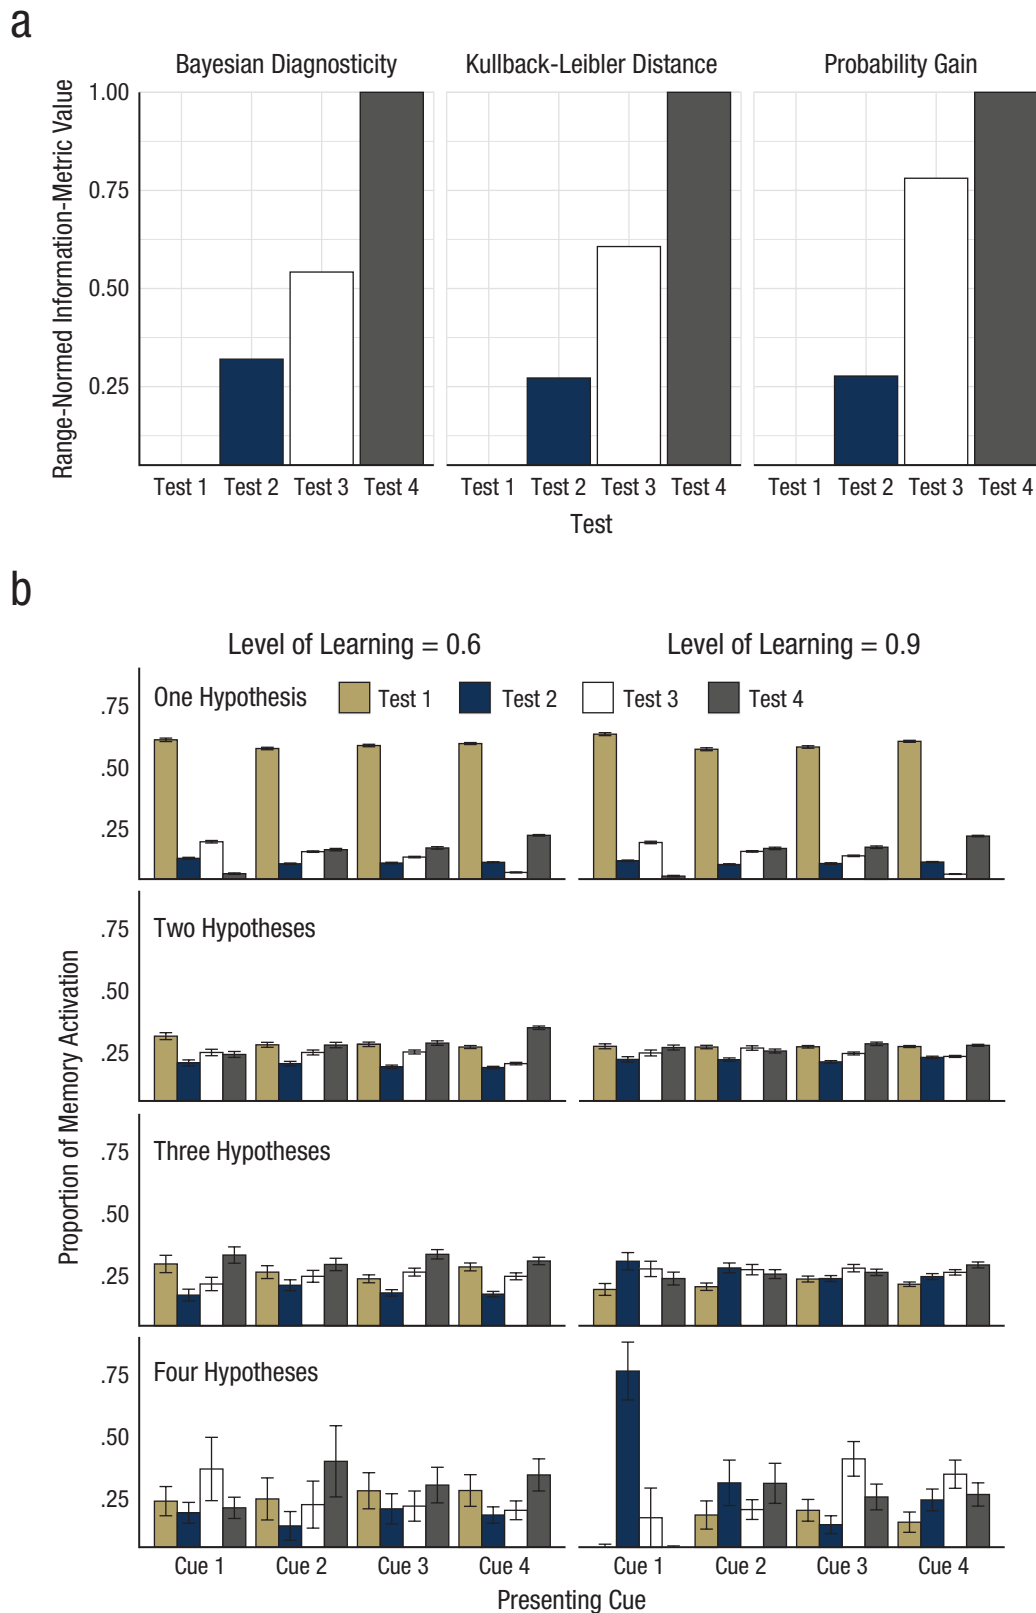 a
Bayesian Diagnosticity Kullback-Leibler Distance Probability Gain
Range-Normed Information-Metric Value
1.00
0.75
0.50
0.25
Test 1 Test 2 Test 3 Test 4 Test 1 Test 2 Test 3 Test 4 Test 1 Test 2 Test 3 Test 4
Test
b
Level of Learning = 0.6 Level of Learning = 0.9
Proportion of Memory Activation
One Hypothesis Test 1 Test 2 Test 3 Test 4
.75
.50
.25
Two Hypotheses
.75
.50
.25
Three Hypotheses
.75
.50
.25
Four Hypotheses
.75
.50
.25
Cue 1 Cue 2 Cue 3 Cue 4 Cue 1 Cue 2 Cue 3 Cue 4
Presenting Cue